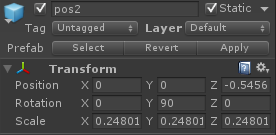 pos2 Static
Tag Untagged Layer Default
Prefab Select Revert Apply
Transform
Position X 0 Y 0 Z -0.5456
Rotation X 0 Y 90 Z 0
Scale X 0.24801 Y 0.24801 Z 0.24801